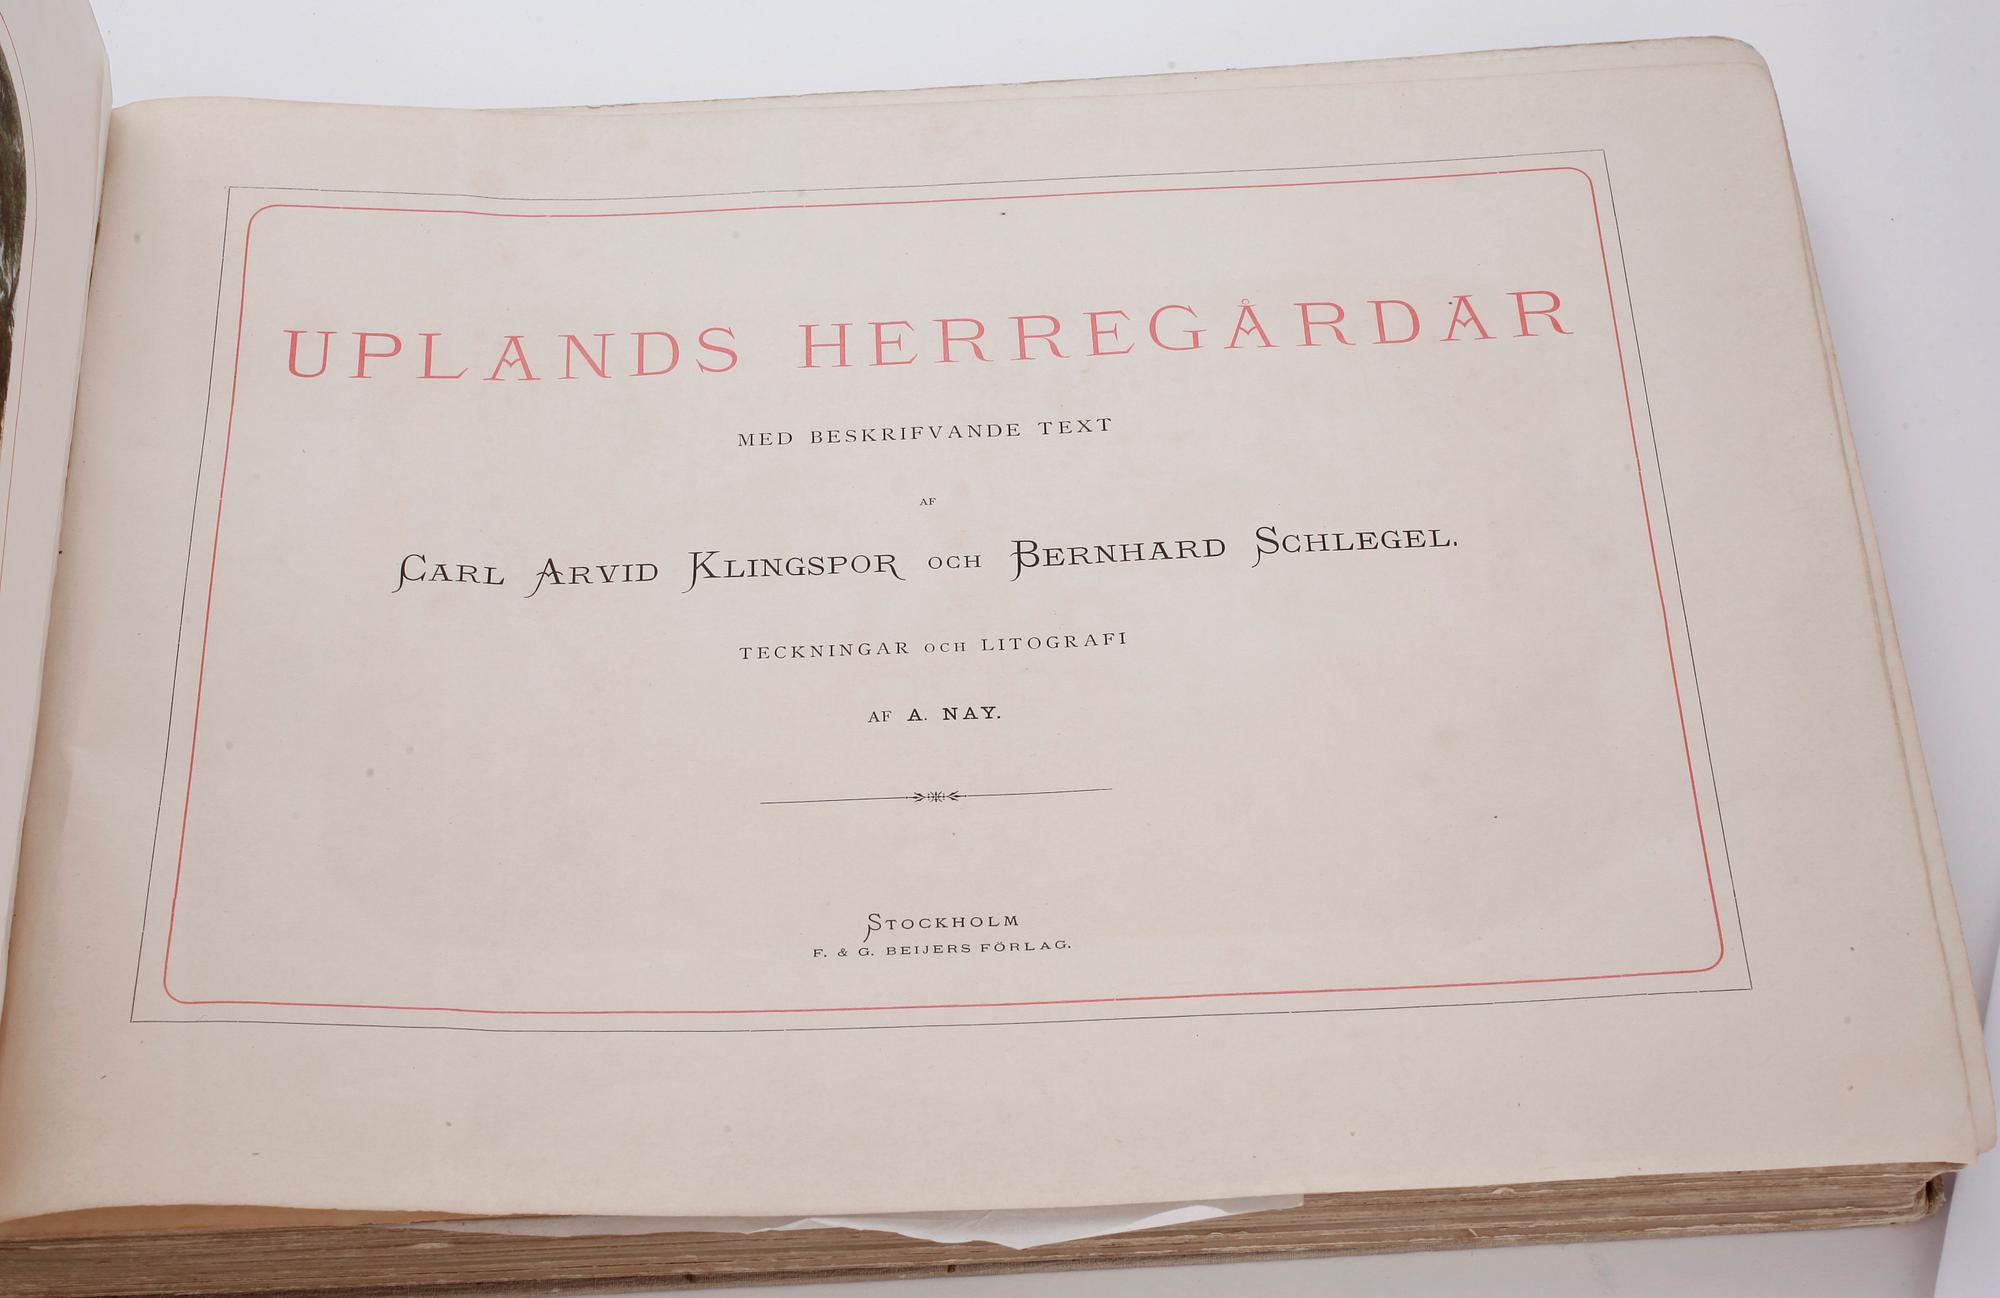 UPLANDS HERREGÅRDAR
MED BESKRIFVANDE TEXT
AF
CARL ARVID KLINGSPOR OCH BERNHARD SCHLEGEL.
TECKNINGAR OCH LITOGRAFI
AF A. NAY.
STOCKHOLM
F. & G. BEIJERS FÖRLAG.